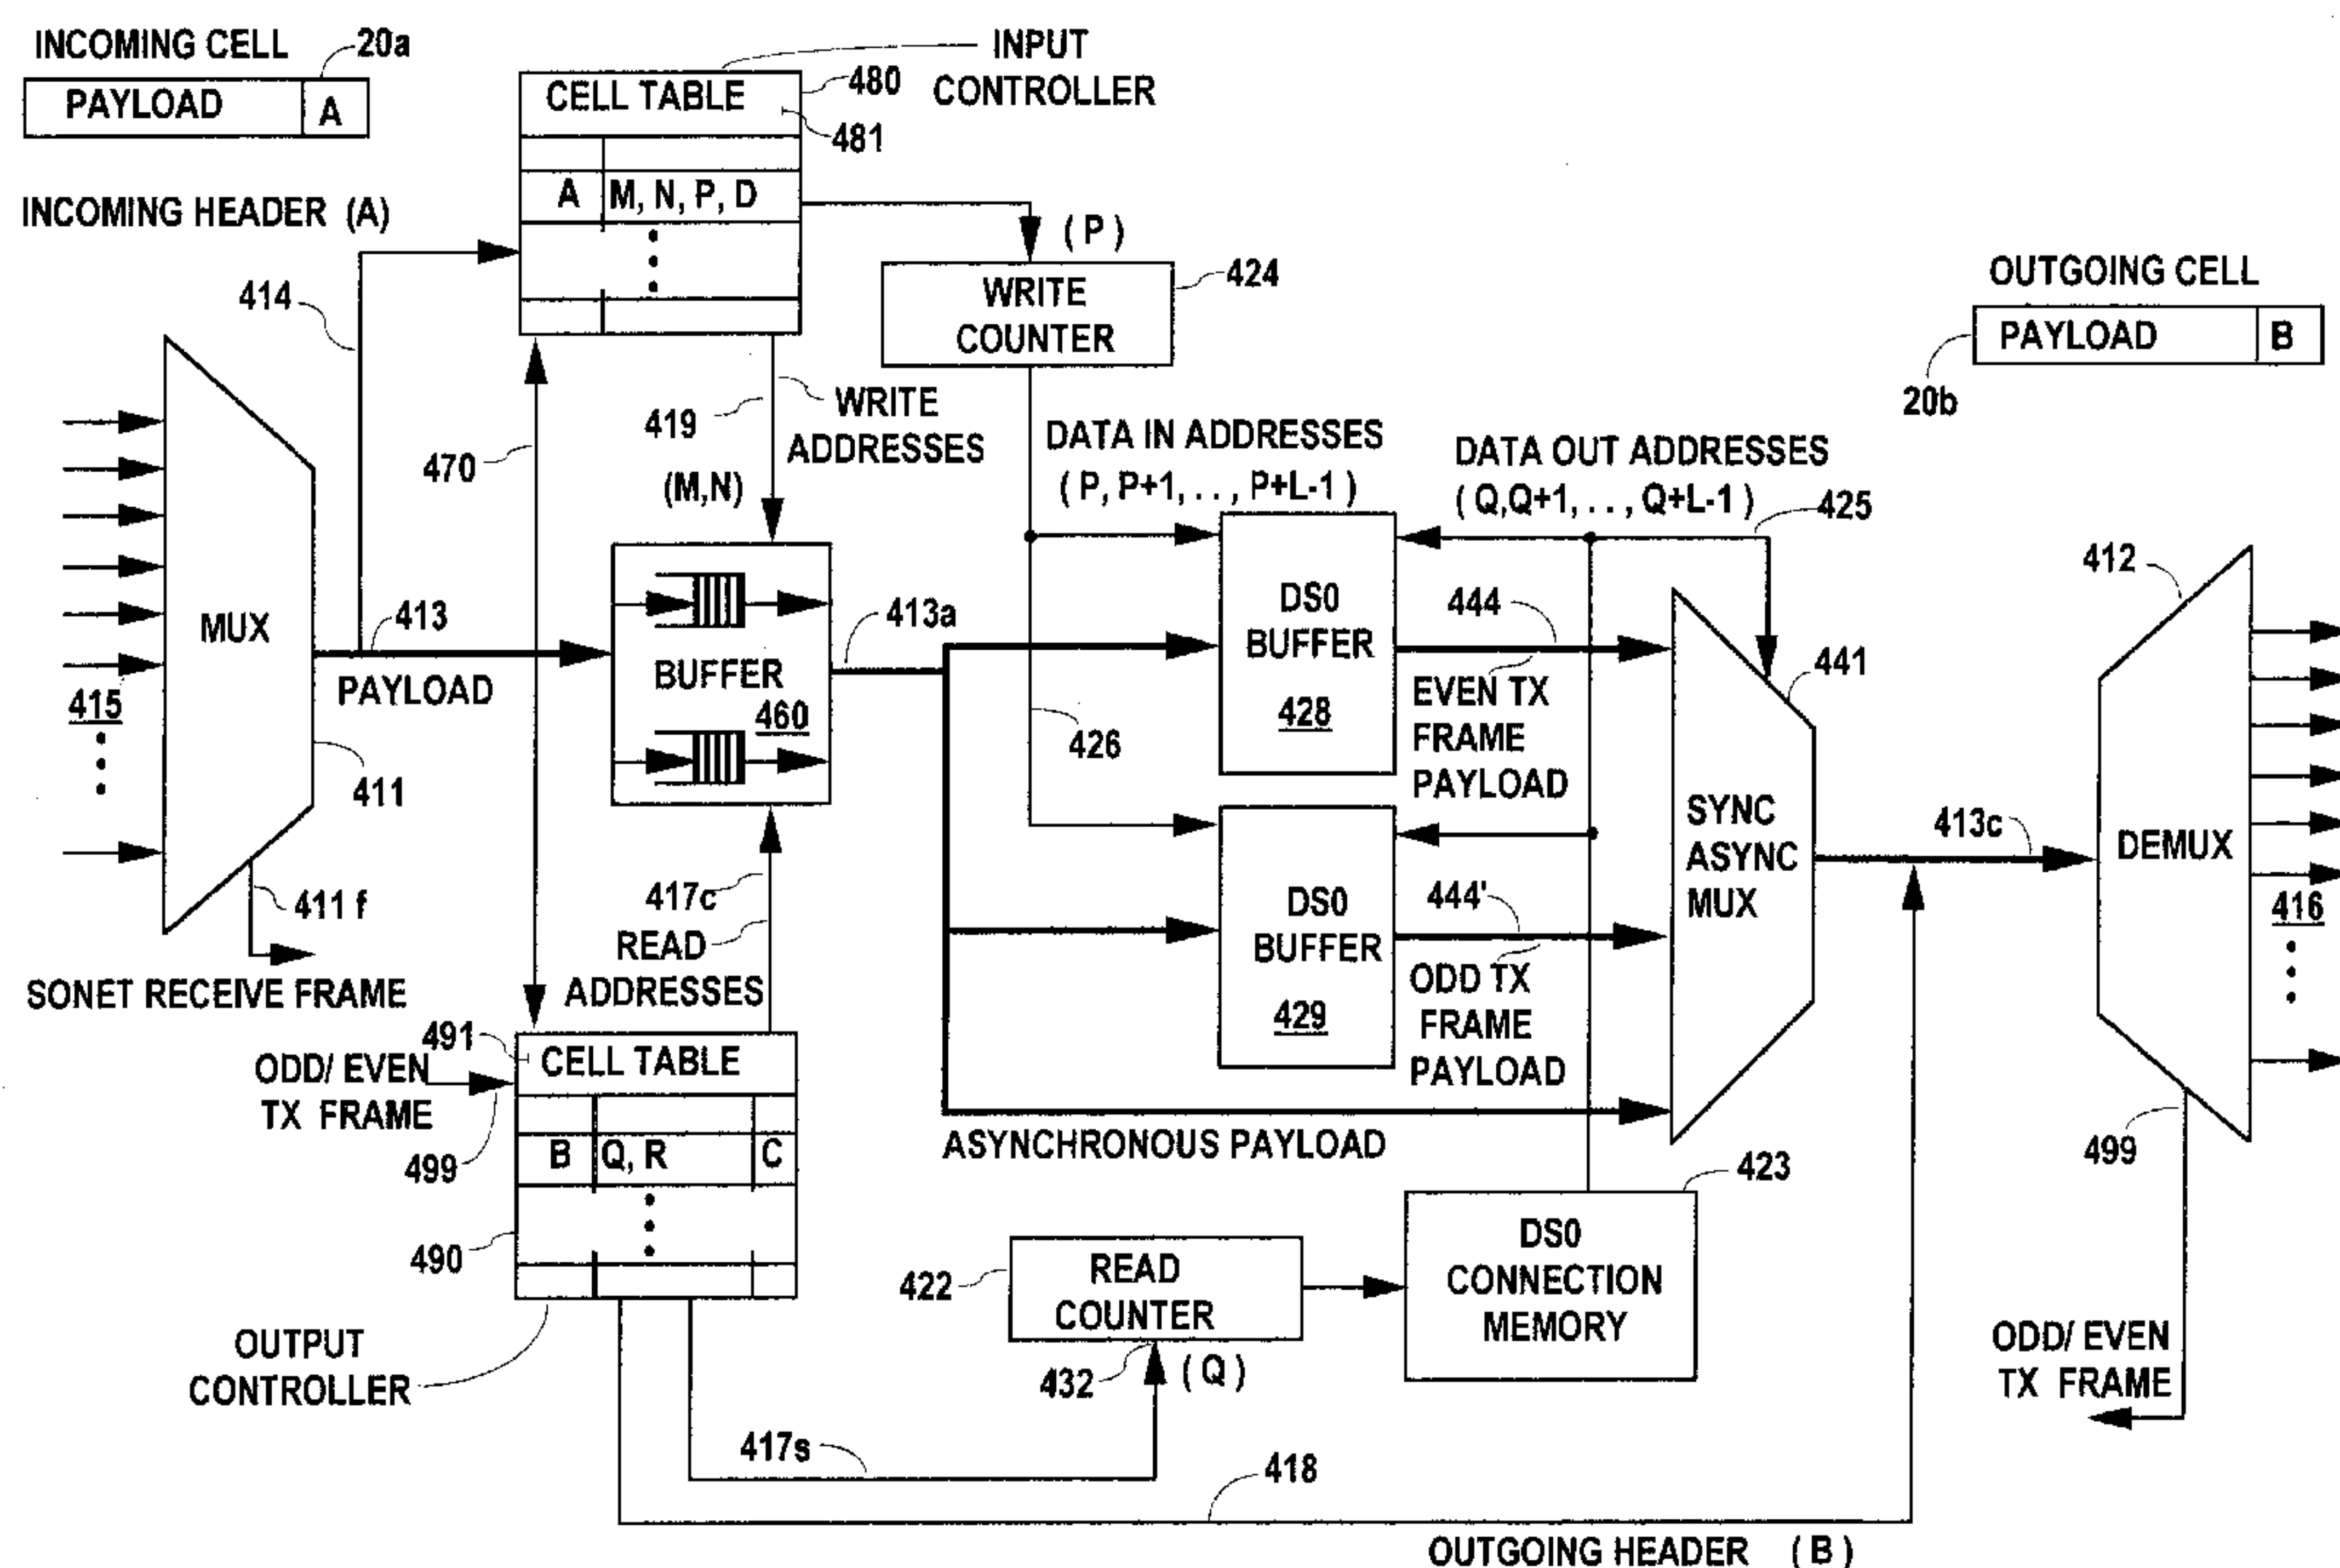 INCOMING CELL
20a
PAYLOAD
A
INCOMING HEADER (A)
414
INPUT
CONTROLLER
CELL TABLE
480
481
A
M, N, P, D
(P)
WRITE
COUNTER
424
OUTGOING CELL
PAYLOAD
B
20b
419
WRITE
ADDRESSES
470
(M,N)
DATA IN ADDRESSES
( P, P+1, . . , P+L-1 )
DATA OUT ADDRESSES
( Q,Q+1, . . , Q+L-1 )
425
MUX
413
PAYLOAD
415
411
411 f
SONET RECEIVE FRAME
BUFFER
460
413a
426
DS0
BUFFER
428
444
EVEN TX
FRAME
PAYLOAD
441
412
SYNC
ASYNC
MUX
413c
DEMUX
416
417c
READ
ADDRESSES
DS0
BUFFER
429
444'
ODD TX
FRAME
PAYLOAD
491
ODD/ EVEN
TX FRAME
499
CELL TABLE
B
Q, R
C
490
ASYNCHRONOUS PAYLOAD
499
423
DS0
CONNECTION
MEMORY
422
READ
COUNTER
432
(Q)
OUTPUT
CONTROLLER
ODD/ EVEN
TX FRAME
417s
418
OUTGOING HEADER (B)